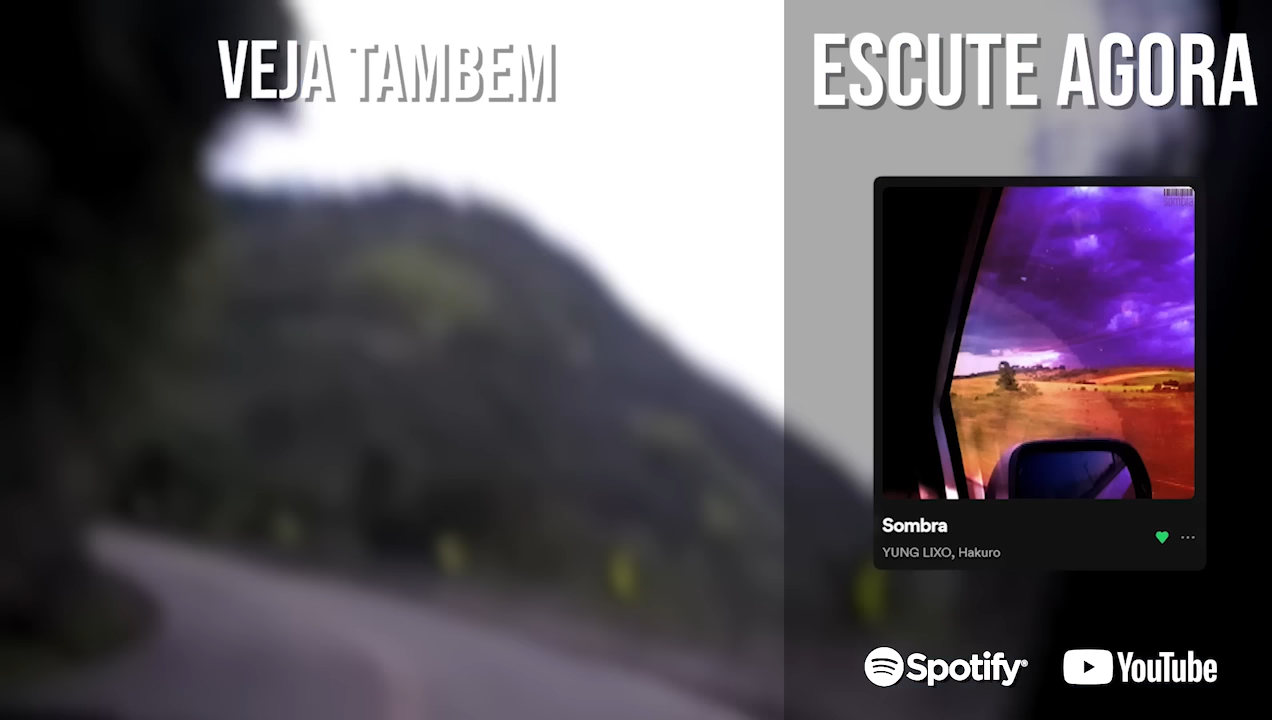 VEJA TAMBEM
ESCUTE AGORA
Sombra
YUNG LIXO, Hakuro
Spotify®
YouTube